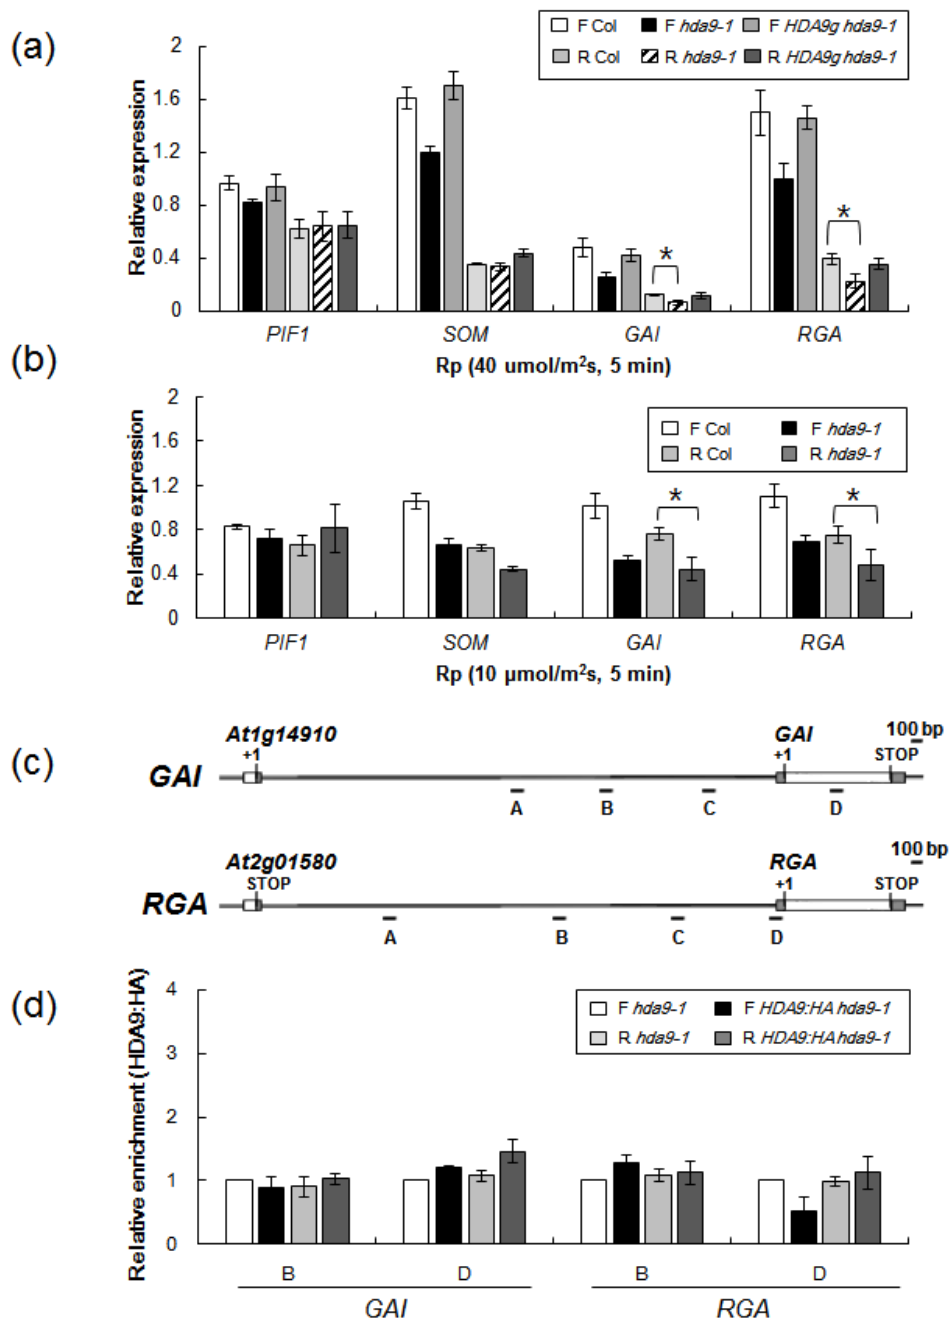 (a)
F Col F hda9-1 F HDA9g hda9-1
R Col R hda9-1 R HDA9g hda9-1
Relative expression
2
1.6
1.2
0.8
0.4
0
* *
PIF1 SOM GAI RGA
Rp (40 umol/m²s, 5 min)
(b)
F Col F hda9-1
R Col R hda9-1
Relative expression
2
1.6
1.2
0.8
0.4
0
* *
PIF1 SOM GAI RGA
Rp (10 µmol/m²s, 5 min)
(c)
At1g14910 GAI 100 bp
+1 +1 STOP
GAI
A B C D
At2g01580 RGA 100 bp
STOP +1 STOP
RGA
A B C D
(d)
F hda9-1 F HDA9:HA hda9-1
R hda9-1 R HDA9:HA hda9-1
Relative enrichment (HDA9:HA)
4
3
2
1
0
B D B D
GAI RGA